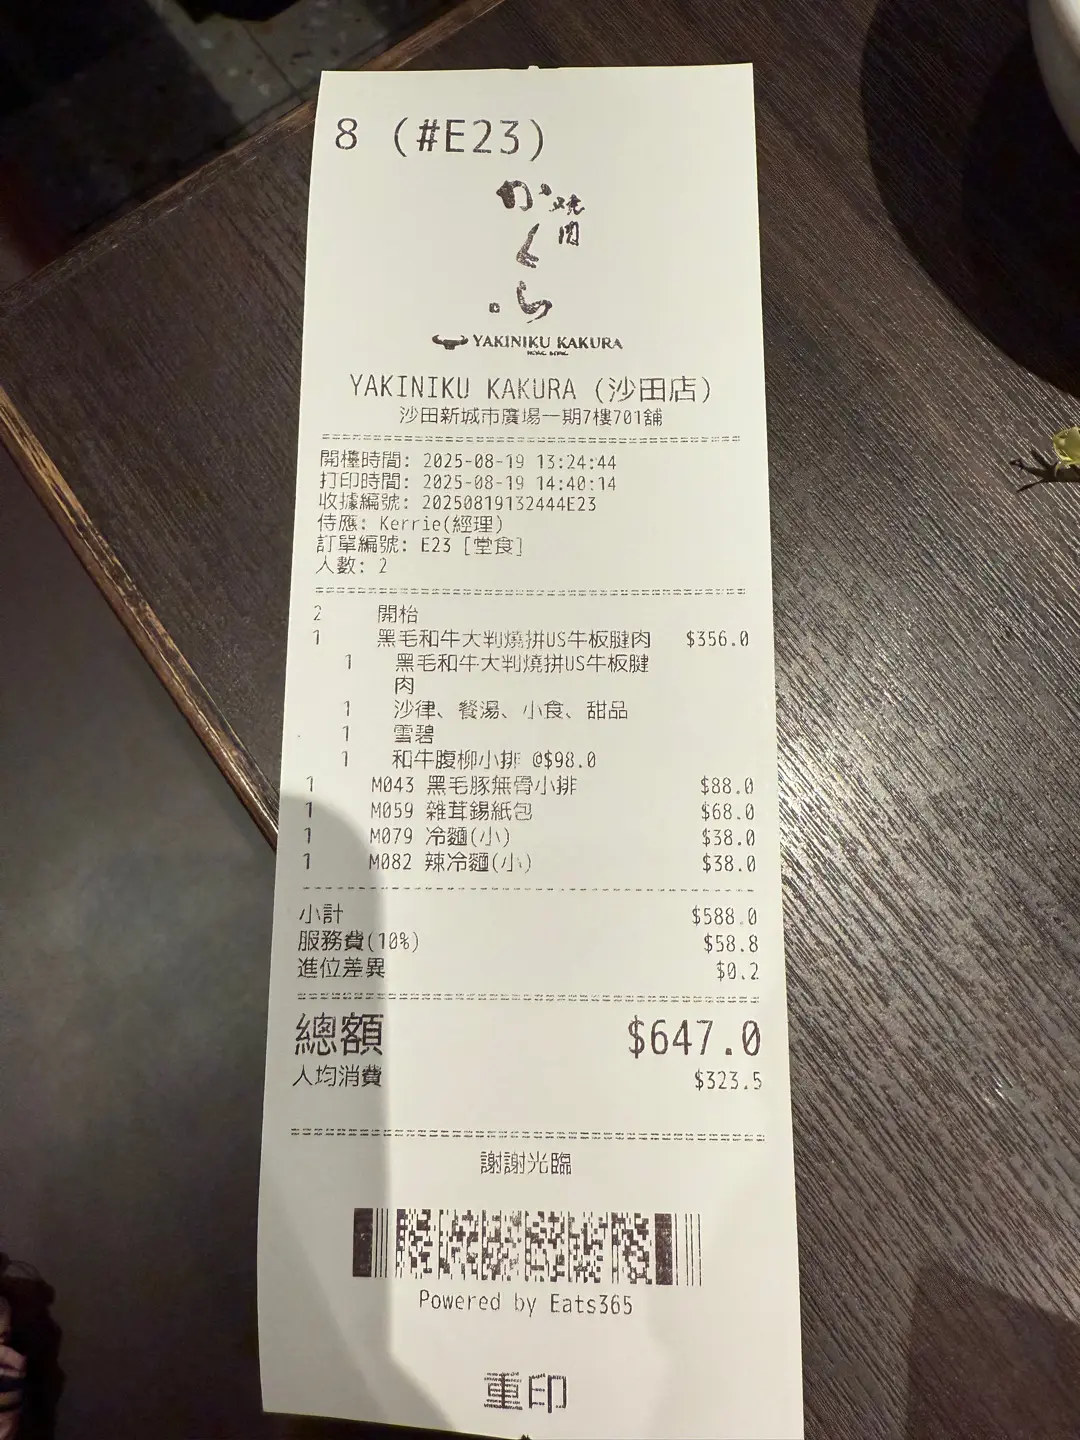 8 (#E23)
かくら
焼肉
YAKINIKU KAKURA
HONG KONG
YAKINIKU KAKURA (沙田店)
沙田新城市廣場一期7樓701舖
開檯時間: 2025-08-19 13:24:44
打印時間: 2025-08-19 14:40:14
收據編號: 20250819132444E23
侍應: Kerrie(經理)
訂單編號: E23 [堂食]
人數: 2
2 開枱
1 黑毛和牛大判燒拼US牛板腱肉 $356.0
1 黑毛和牛大判燒拼US牛板腱
肉
1 沙律、餐湯、小食、甜品
1 雪碧
1 和牛腹柳小排 @$98.0
1 M043 黑毛豚無骨小排 $88.0
1 M059 雜茸錫紙包 $68.0
1 M079 冷麵(小) $38.0
1 M082 辣冷麵(小) $38.0
小計 $588.0
服務費(10%) $58.8
進位差異 $0.2
總額 $647.0
人均消費 $323.5
謝謝光臨
Powered by Eats365
重印